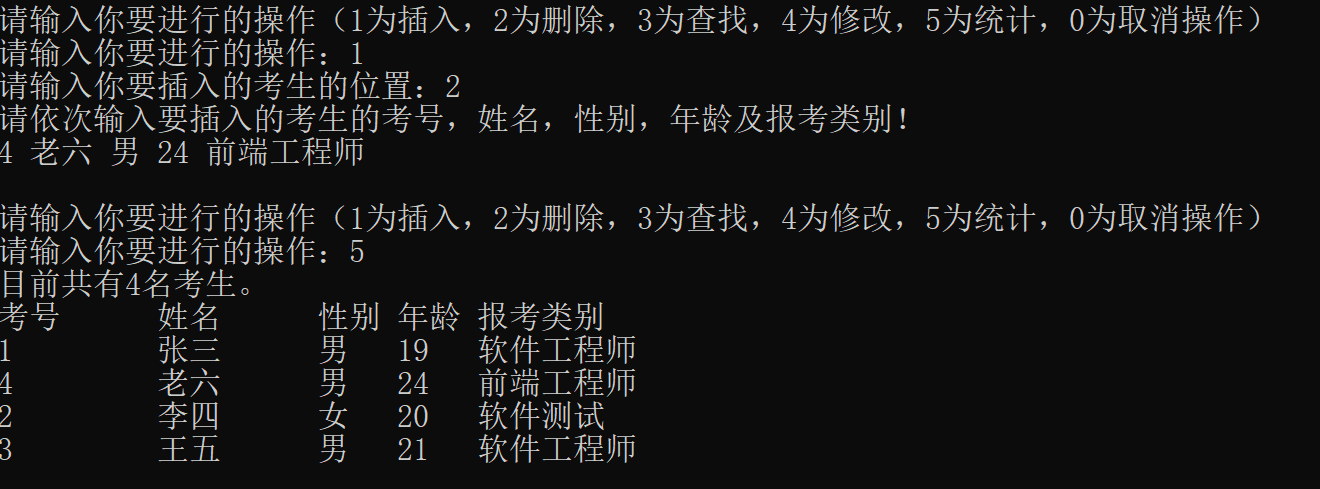 请输入你要进行的操作（1为插入，2为删除，3为查找，4为修改，5为统计，0为取消操作）
请输入你要进行的操作：1
请输入你要插入的考生的位置：2
请依次输入要插入的考生的考号，姓名，性别，年龄及报考类别！
4 老六 男 24 前端工程师
请输入你要进行的操作（1为插入，2为删除，3为查找，4为修改，5为统计，0为取消操作）
请输入你要进行的操作：5
目前共有4名考生。
考号 姓名 性别 年龄 报考类别
1 张三 男 19 软件工程师
4 老六 男 24 前端工程师
2 李四 女 20 软件测试
3 王五 男 21 软件工程师